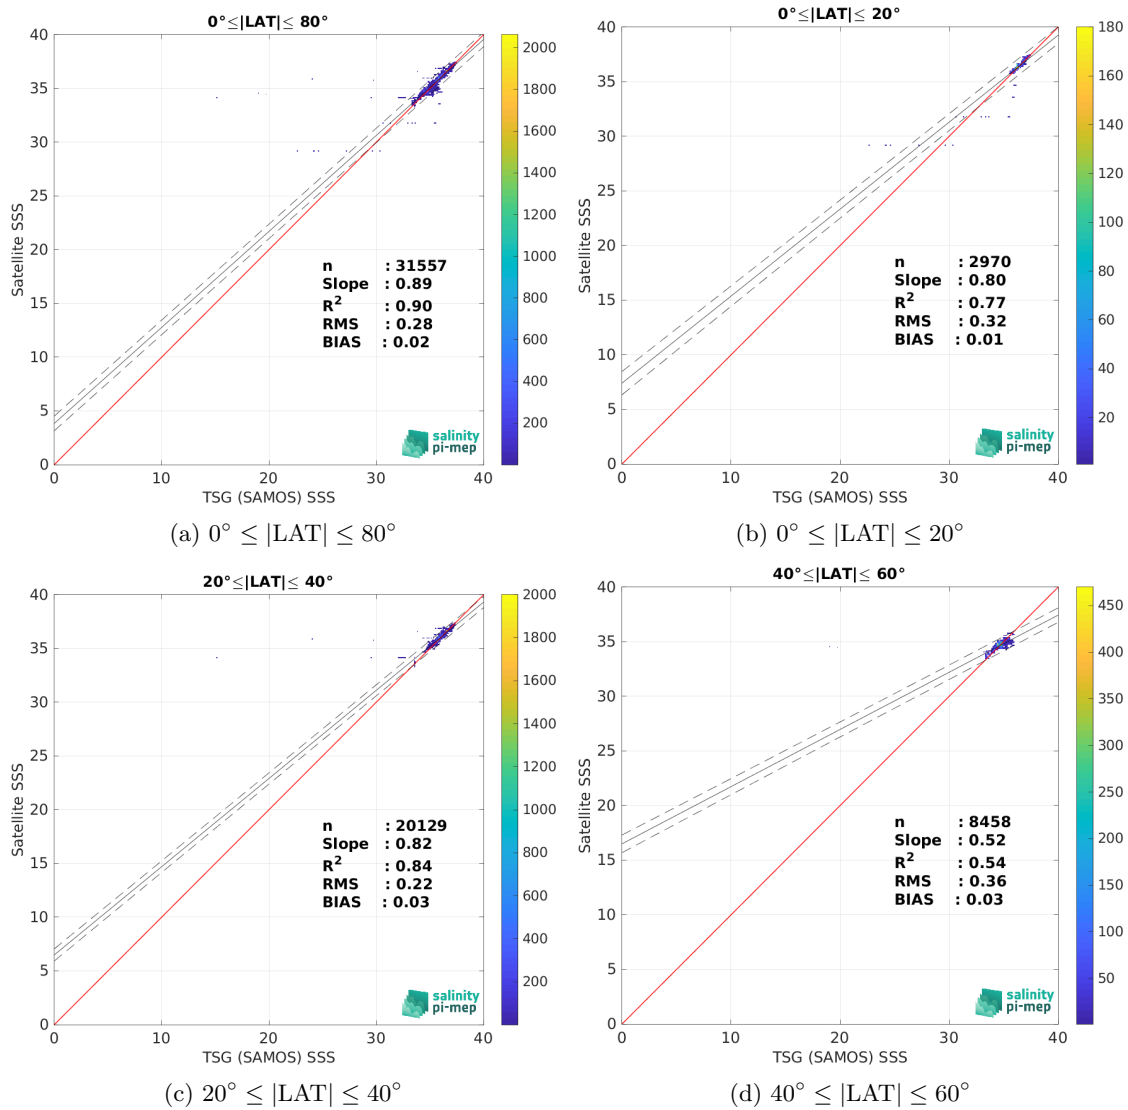 0°≤|LAT|≤ 80°
40
35
30
25
20
15
10
5
0
Satellite SSS
n : 31557
Slope : 0.89
R² : 0.90
RMS : 0.28
BIAS : 0.02
salinity
pi-mep
0 10 20 30 40
TSG (SAMOS) SSS
2000
1800
1600
1400
1200
1000
800
600
400
200
(a) 0° ≤ |LAT| ≤ 80°
0°≤|LAT|≤ 20°
40
35
30
25
20
15
10
5
0
Satellite SSS
n : 2970
Slope : 0.80
R² : 0.77
RMS : 0.32
BIAS : 0.01
salinity
pi-mep
0 10 20 30 40
TSG (SAMOS) SSS
180
160
140
120
100
80
60
40
20
(b) 0° ≤ |LAT| ≤ 20°
20°≤|LAT|≤ 40°
40
35
30
25
20
15
10
5
0
Satellite SSS
n : 20129
Slope : 0.82
R² : 0.84
RMS : 0.22
BIAS : 0.03
salinity
pi-mep
0 10 20 30 40
TSG (SAMOS) SSS
2000
1800
1600
1400
1200
1000
800
600
400
200
(c) 20° ≤ |LAT| ≤ 40°
40°≤|LAT|≤ 60°
40
35
30
25
20
15
10
5
0
Satellite SSS
n : 8458
Slope : 0.52
R² : 0.54
RMS : 0.36
BIAS : 0.03
salinity
pi-mep
0 10 20 30 40
TSG (SAMOS) SSS
450
400
350
300
250
200
150
100
50
(d) 40° ≤ |LAT| ≤ 60°